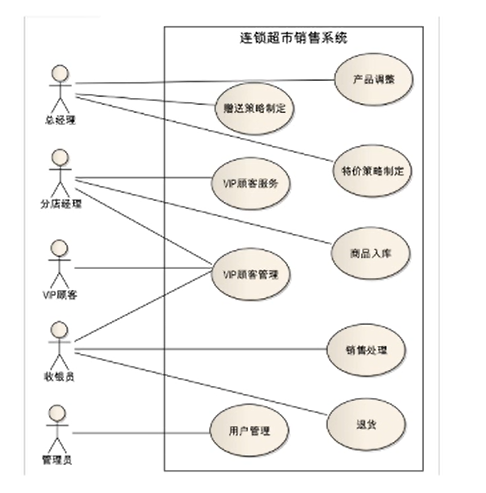 连锁超市销售系统
产品调整
赠送策略制定
总经理
特价策略制定
VIP顾客服务
分店经理
商品入库
VIP顾客管理
VIP顾客
销售处理
收银员
退货
用户管理
管理员